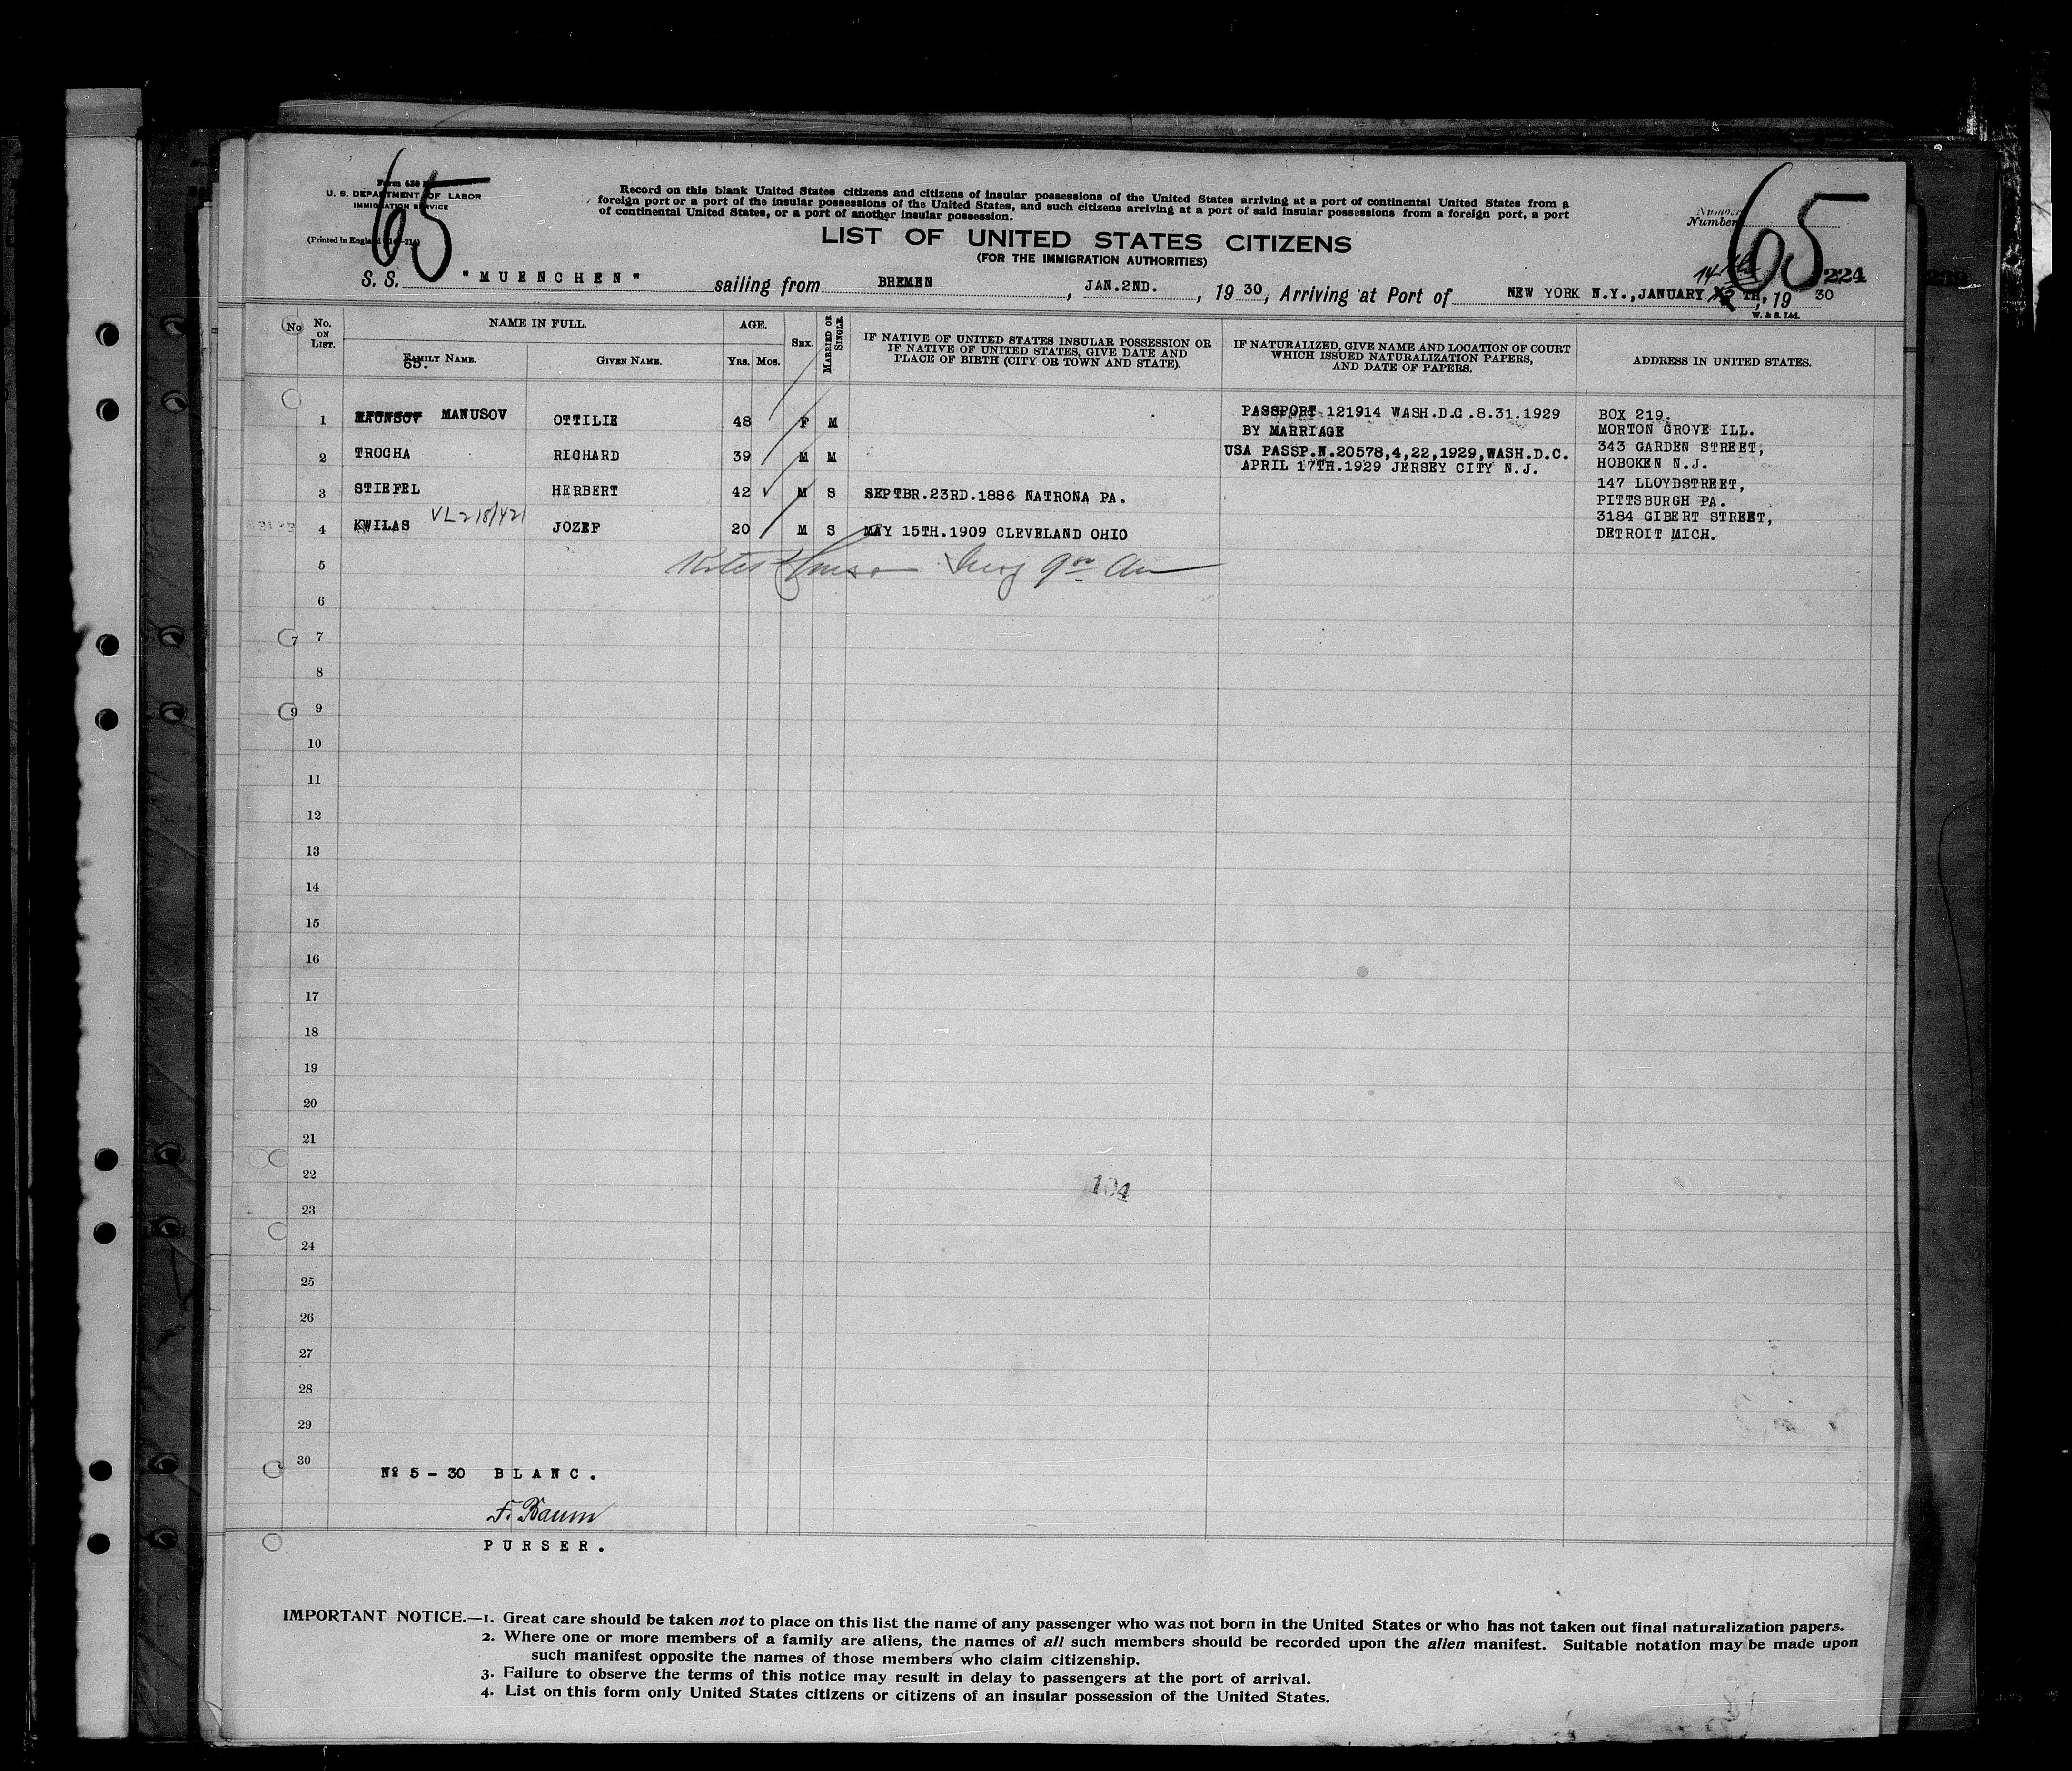 65
65
Form 630
U. S. DEPARTMENT OF LABOR
IMMIGRATION SERVICE
(Printed in England
Record on this blank United States citizens and citizens of insular possessions of the United States arriving at a port of continental United States from a
foreign port or a port of the insular possessions of the United States, and such citizens arriving at a port of said insular possessions from a foreign port, a port
of continental United States, or a port of another insular possession.
Number
Number
LIST OF UNITED STATES CITIZENS
(FOR THE IMMIGRATION AUTHORITIES)
224
S. S. "MUENCHEN" sailing from BREMEN, JAN.2ND., 1930, Arriving at Port of NEW YORK N.Y., JANUARY 14 TH, 1930
W. & S. Ltd.
No
No. ON LIST.
NAME IN FULL.
FAMILY NAME.
65.
GIVEN NAME.
AGE.
Yrs. Mos.
SEX.
MARRIED OR SINGLE.
IF NATIVE OF UNITED STATES INSULAR POSSESSION OR
IF NATIVE OF UNITED STATES, GIVE DATE AND
PLACE OF BIRTH (CITY OR TOWN AND STATE).
IF NATURALIZED, GIVE NAME AND LOCATION OF COURT
WHICH ISSUED NATURALIZATION PAPERS,
AND DATE OF PAPERS.
ADDRESS IN UNITED STATES.
1 MAUNSOV MANUSOV OTTILIE 48 F M PASSPORT 121914 WASH.D.C.8.31.1929 BOX 219.
BY MARRIAGE MORTON GROVE ILL.
2 TROCHA RICHARD 39 M M USA PASSP.N.20578,4,22,1929,WASH.D.C. 343 GARDEN STREET,
APRIL 17TH.1929 JERSEY CITY N.J. HOBOKEN N.J.
3 STIEFEL HERBERT 42 M S SEPTBR.23RD.1886 NATRONA PA. 147 LLOYDSTREET,
PITTSBURGH PA.
VL218/421
4 KWILAS JOZEF 20 M S MAY 15TH.1909 CLEVELAND OHIO 3184 GIBERT STREET,
DETROIT MICH.
5
6
7 7
8
9 9
10
11
12
13
14
15
16
17
18
19
20
21
22
23
24
25
26
27
28
29
30
Nº 5 - 30 BLANC.
F. Baum
PURSER.
IMPORTANT NOTICE.—1. Great care should be taken not to place on this list the name of any passenger who was not born in the United States or who has not taken out final naturalization papers.
2. Where one or more members of a family are aliens, the names of all such members should be recorded upon the alien manifest. Suitable notation may be made upon
such manifest opposite the names of those members who claim citizenship.
3. Failure to observe the terms of this notice may result in delay to passengers at the port of arrival.
4. List on this form only United States citizens or citizens of an insular possession of the United States.